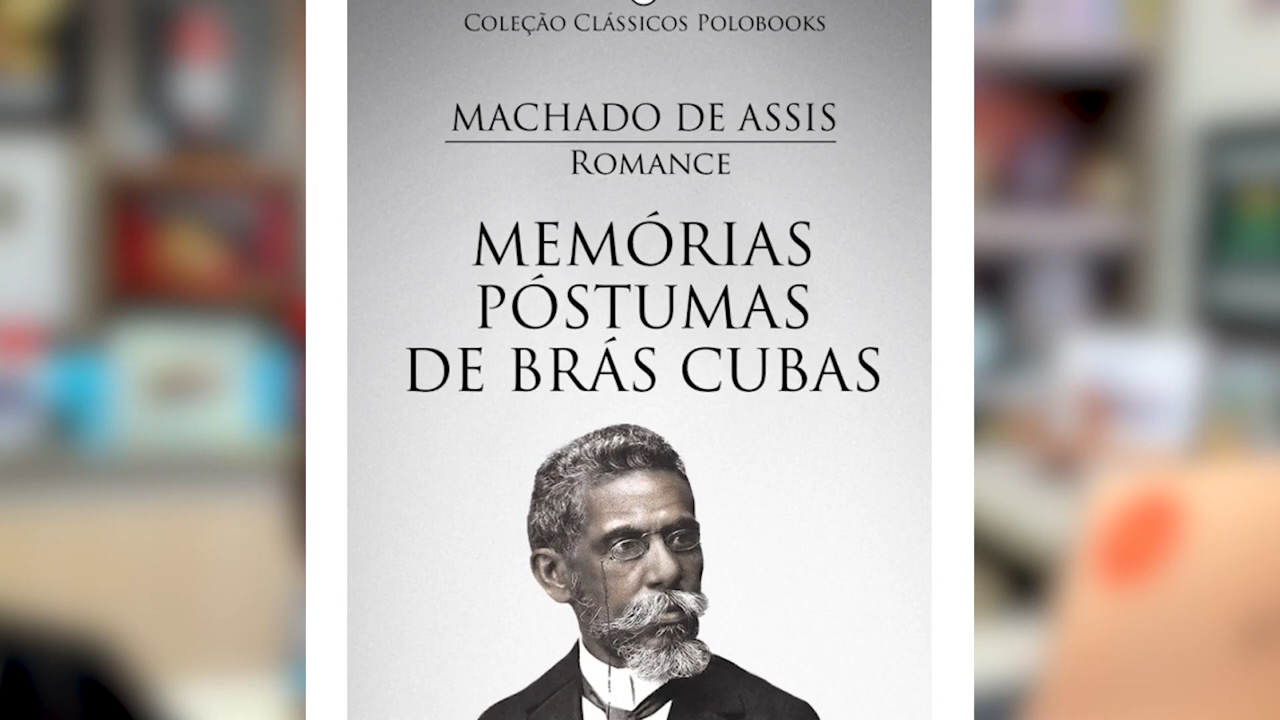 Coleção Clássicos Polobooks
MACHADO DE ASSIS
ROMANCE
MEMÓRIAS
PÓSTUMAS
DE BRÁS CUBAS